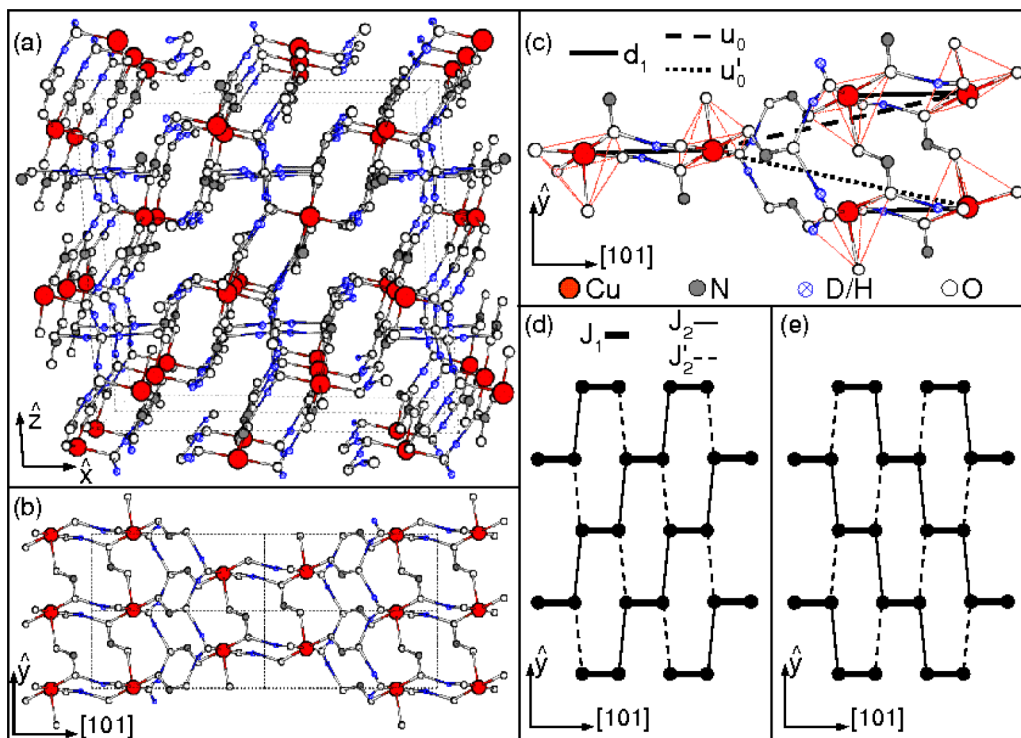 (a)
ẑ
x̂
(b)
ŷ
[101]
(c)
d₁
u₀
u₀'
ŷ
[101]
Cu N D/H O
(d)
J₁
J₂
J₂'
ŷ
[101]
(e)
ŷ
[101]